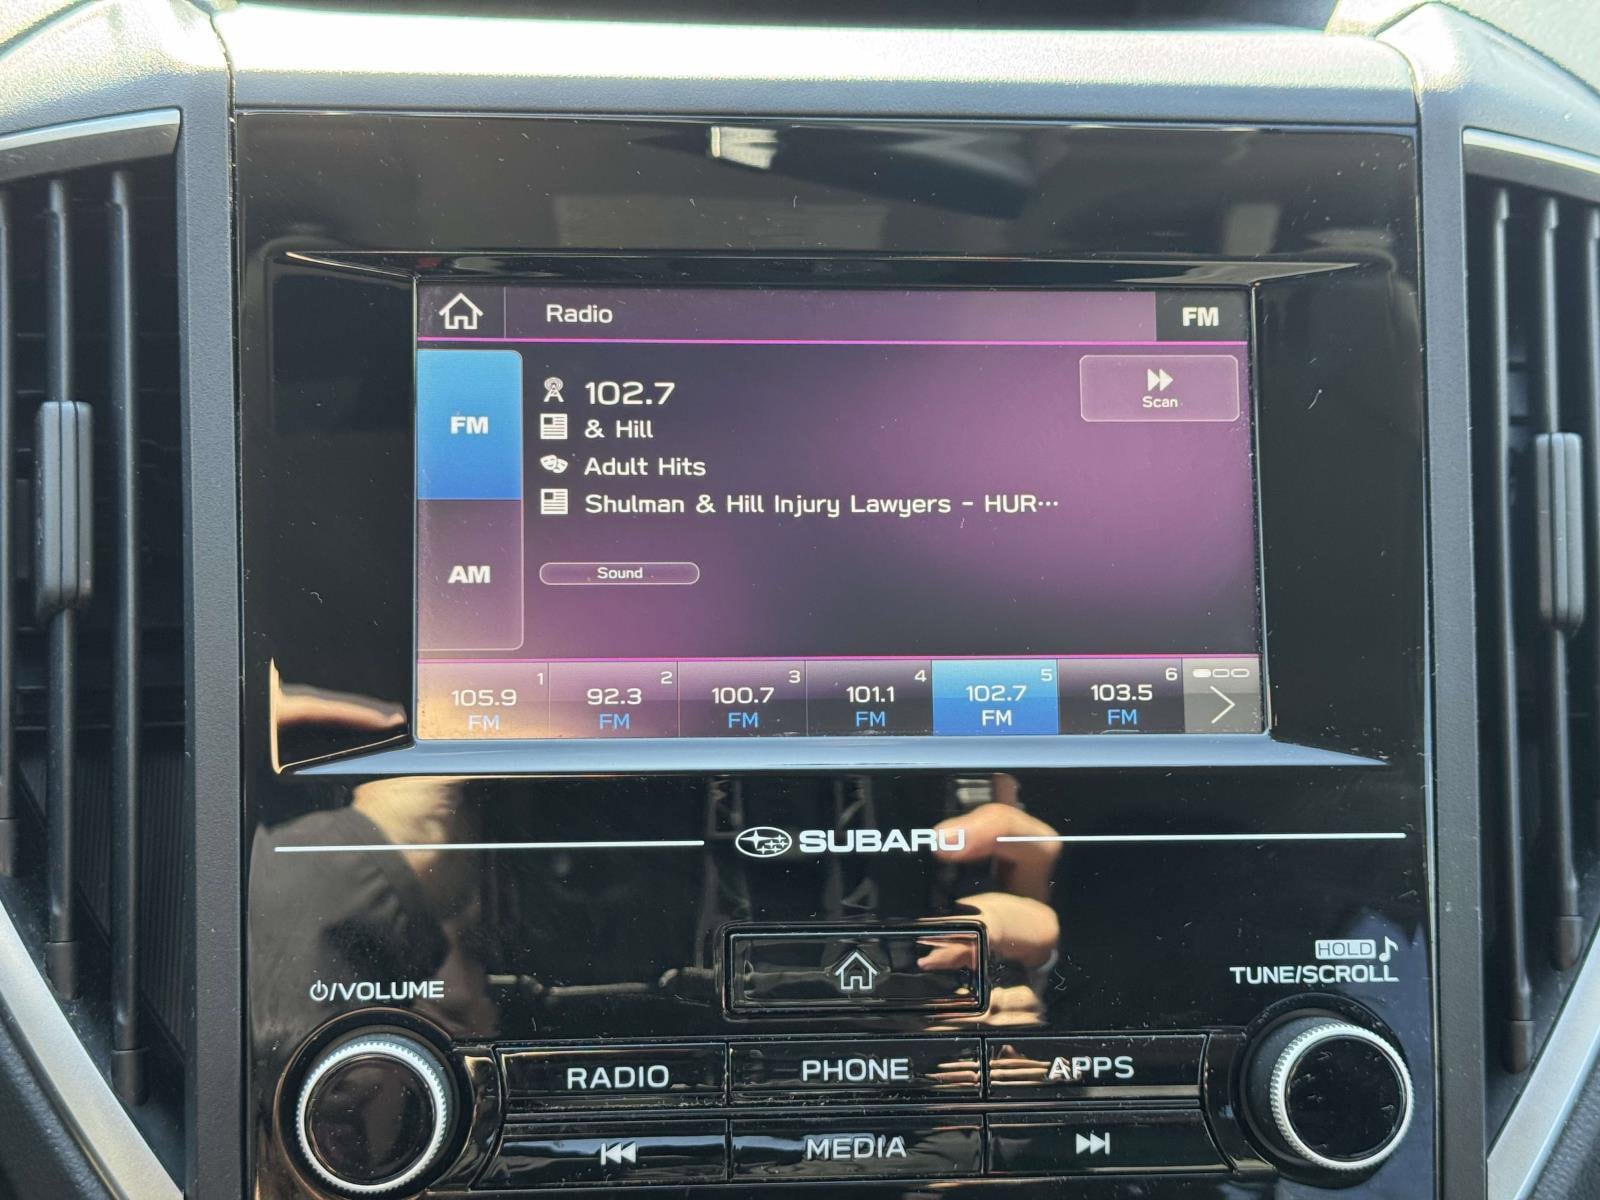 Radio
FM
FM
102.7
Scan
& Hill
Adult Hits
Shulman & Hill Injury Lawyers - HUR...
AM
Sound
1 2 3 4 5 6
105.9 92.3 100.7 101.1 102.7 103.5
FM FM FM FM FM FM
SUBARU
HOLD
/VOLUME
TUNE/SCROLL
RADIO PHONE APPS
MEDIA